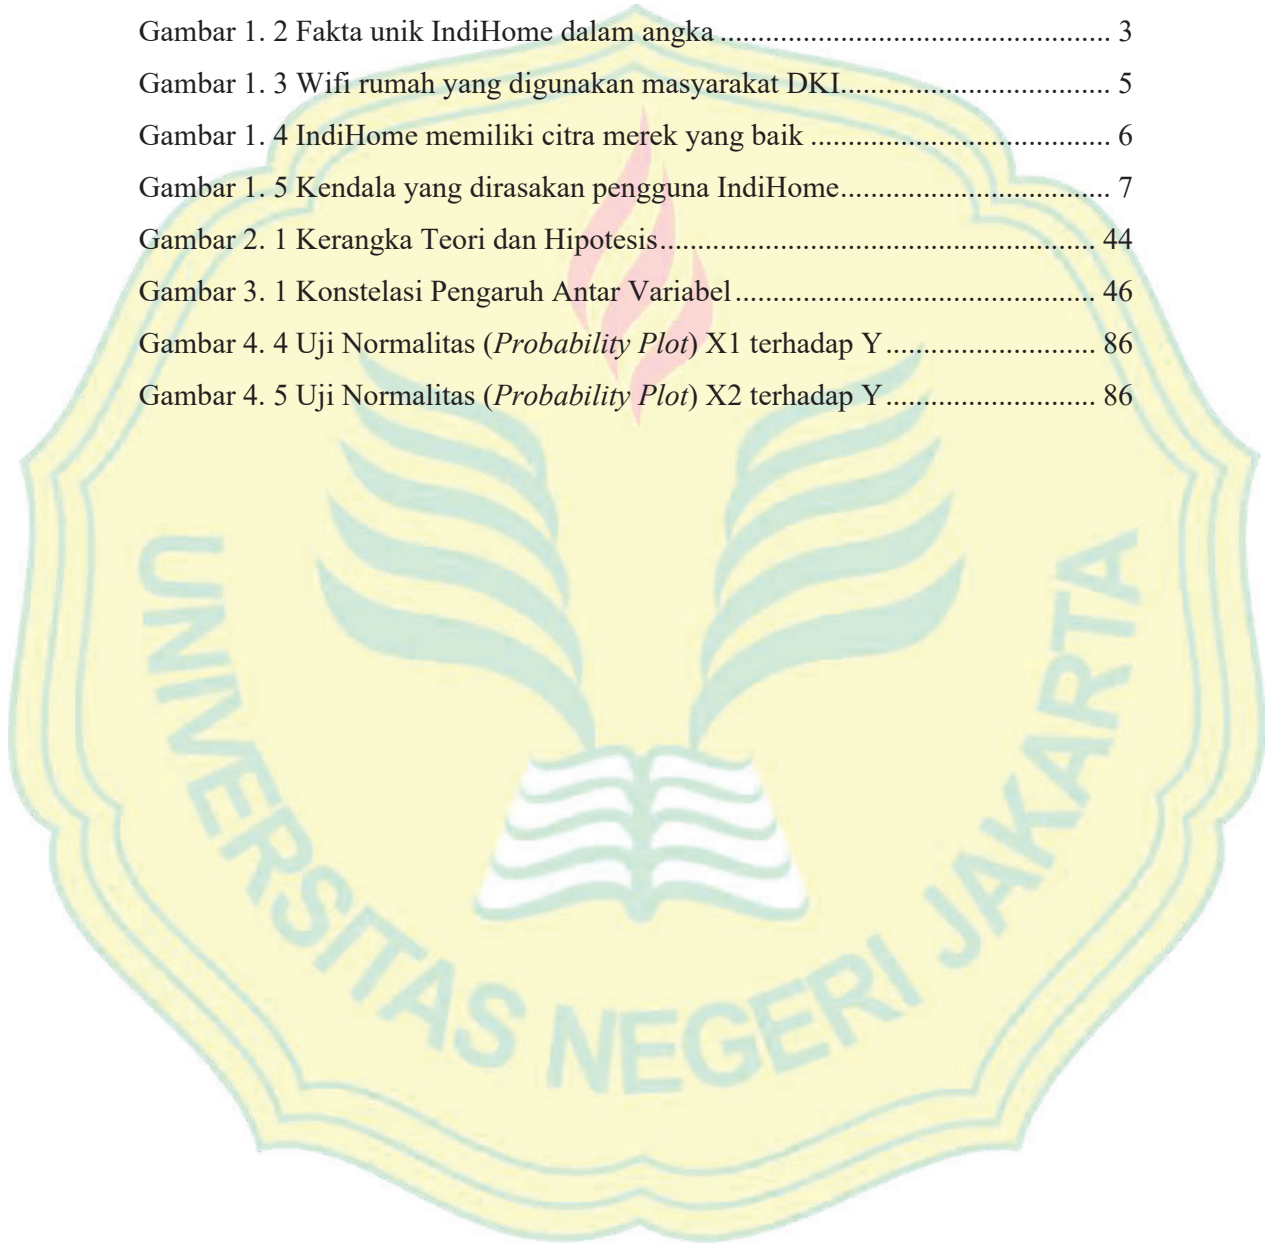 Gambar 1. 2 Fakta unik IndiHome dalam angka .................................................... 3
Gambar 1. 3 Wifi rumah yang digunakan masyarakat DKI.................................... 5
Gambar 1. 4 IndiHome memiliki citra merek yang baik ........................................ 6
Gambar 1. 5 Kendala yang dirasakan pengguna IndiHome.................................... 7
Gambar 2. 1 Kerangka Teori dan Hipotesis.......................................................... 44
Gambar 3. 1 Konstelasi Pengaruh Antar Variabel................................................ 46
Gambar 4. 4 Uji Normalitas (Probability Plot) X1 terhadap Y............................ 86
Gambar 4. 5 Uji Normalitas (Probability Plot) X2 terhadap Y............................ 86
UNIVERSITAS NEGERI JAKARTA